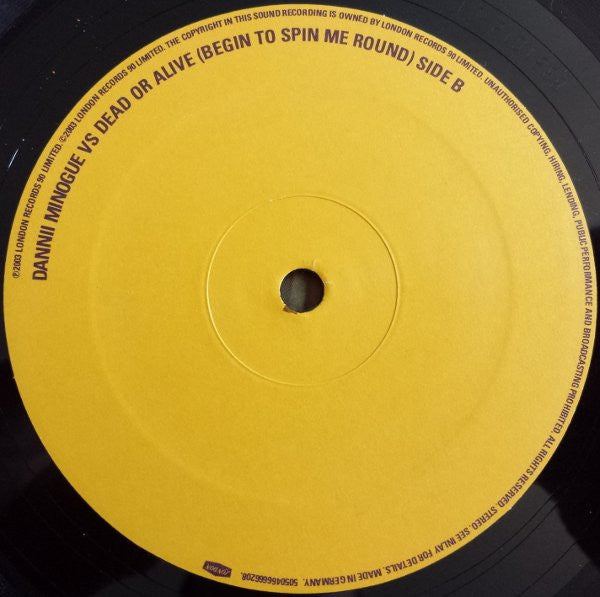 ℗2003 LONDON RECORDS 90 LIMITED. ©2003 LONDON RECORDS 90 LIMITED. THE COPYRIGHT IN THIS SOUND RECORDING IS OWNED BY LONDON RECORDS 90 LIMITED. UNAUTHORISED COPYING, HIRING, LENDING, PUBLIC PERFORMANCE AND BROADCASTING PROHIBITED. ALL RIGHTS RESERVED. STEREO. SEE INLAY FOR DETAILS. MADE IN GERMANY. 5050466666208.
LONDON
DANNII MINOGUE VS DEAD OR ALIVE (BEGIN TO SPIN ME ROUND) SIDE B